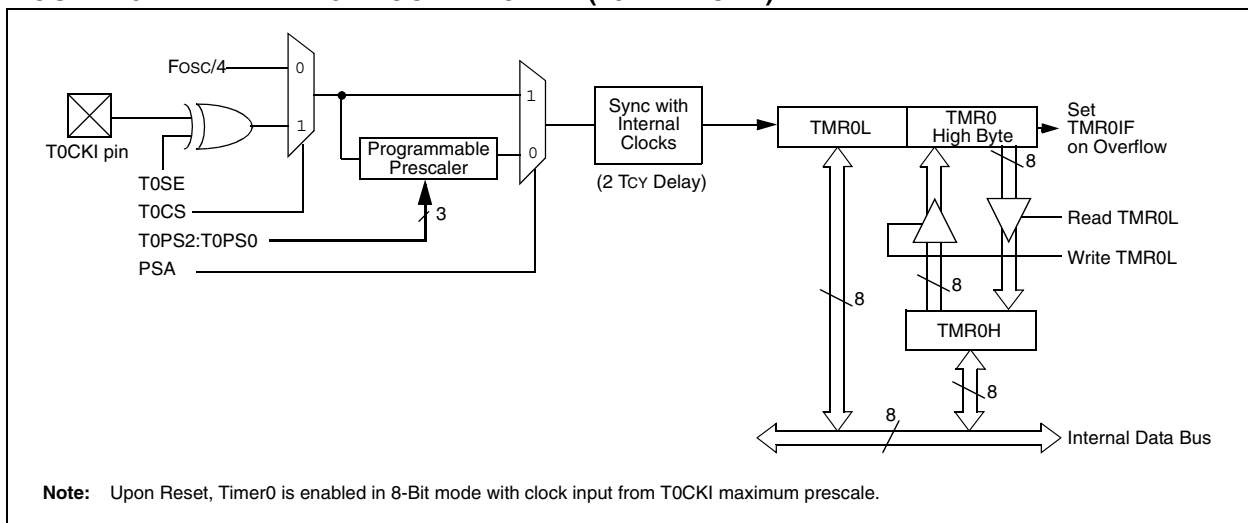 FOSC/4
0
1
T0CKI pin
T0SE
T0CS
T0PS2:T0PS0
PSA
Programmable
Prescaler
3
1
0
Sync with
Internal
Clocks
(2 TCY Delay)
TMR0L
TMR0
High Byte
Set
TMR0IF
on Overflow
8
Read TMR0L
Write TMR0L
8
8
TMR0H
8
8
Internal Data Bus
Note: Upon Reset, Timer0 is enabled in 8-Bit mode with clock input from T0CKI maximum prescale.